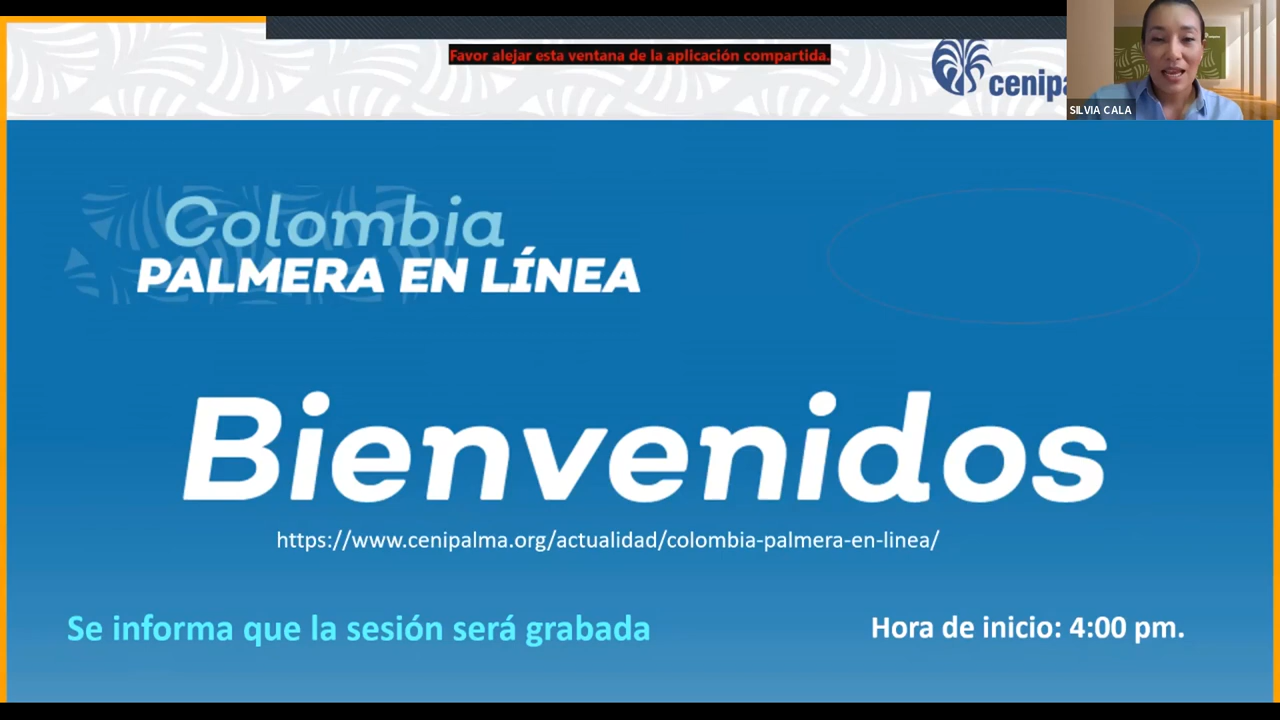 Favor alejar esta ventana de la aplicación compartida.
SILVIA CALA
Colombia
PALMERA EN LÍNEA
Bienvenidos
https://www.cenipalma.org/actualidad/colombia-palmera-en-linea/
Se informa que la sesión será grabada
Hora de inicio: 4:00 pm.